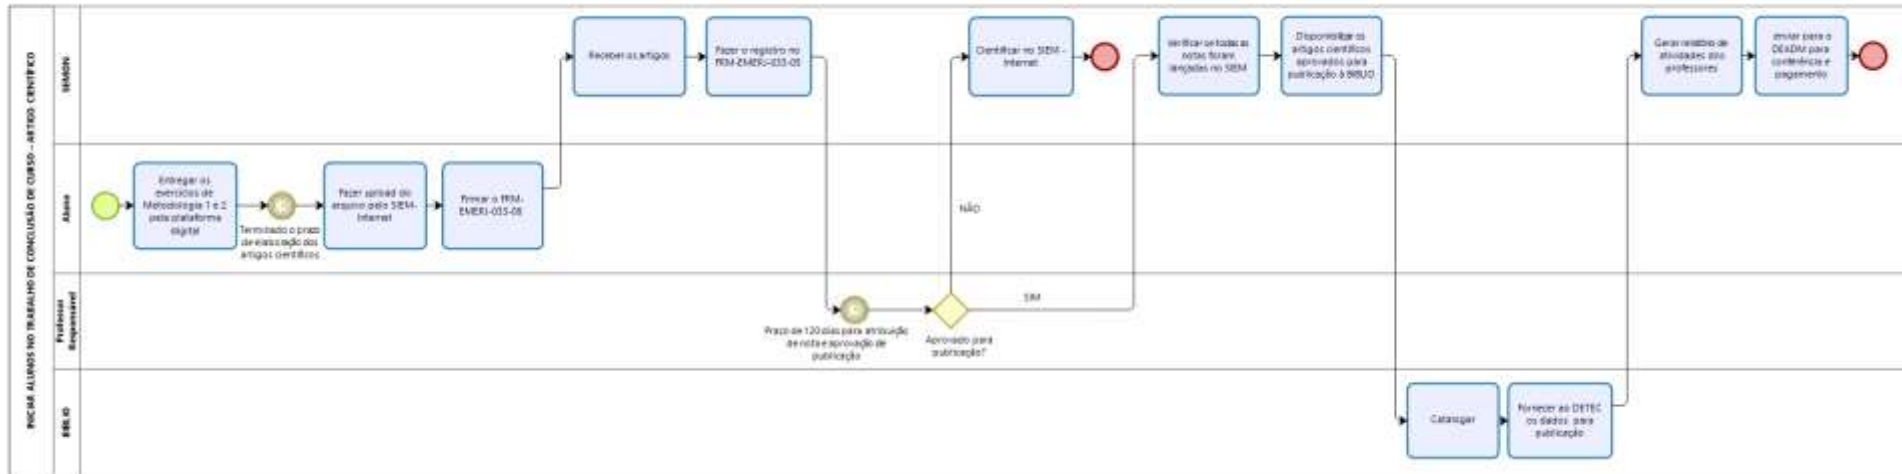 INICIAR ALUNOS NO TRABALHO DE CONCLUSÃO DE CURSO – ARTIGO CIENTÍFICO
Receber os artigos
Fazer o registro no
FRM-EMERJ-033-05
Cientificar no SIEM –
Internet
Verificar se todas as
notas foram
lançadas no SIEM
Disponibilizar os
artigos científicos
aprovados para
publicação à BIBLIO
Gerar relatório de
atividades dos
professores
enviar para o
DEADM para
conferência e
pagamento
Aluno
Entregar os
exercícios de
Metodologia 1 e 2
pela plataforma
digital
Terminado o prazo
de elaboração dos
artigos científicos
Fazer upload do
arquivo pelo SIEM-
Internet
Firmar o FRM-
NÃO
Professor
Responsável
Prazo de 120 dias para atribuição
de nota e aprovação de
publicação
Aprovado para
publicação?
SIM
BIBLIO
Catalogar
Fornecer ao DETEC
os dados para
publicação